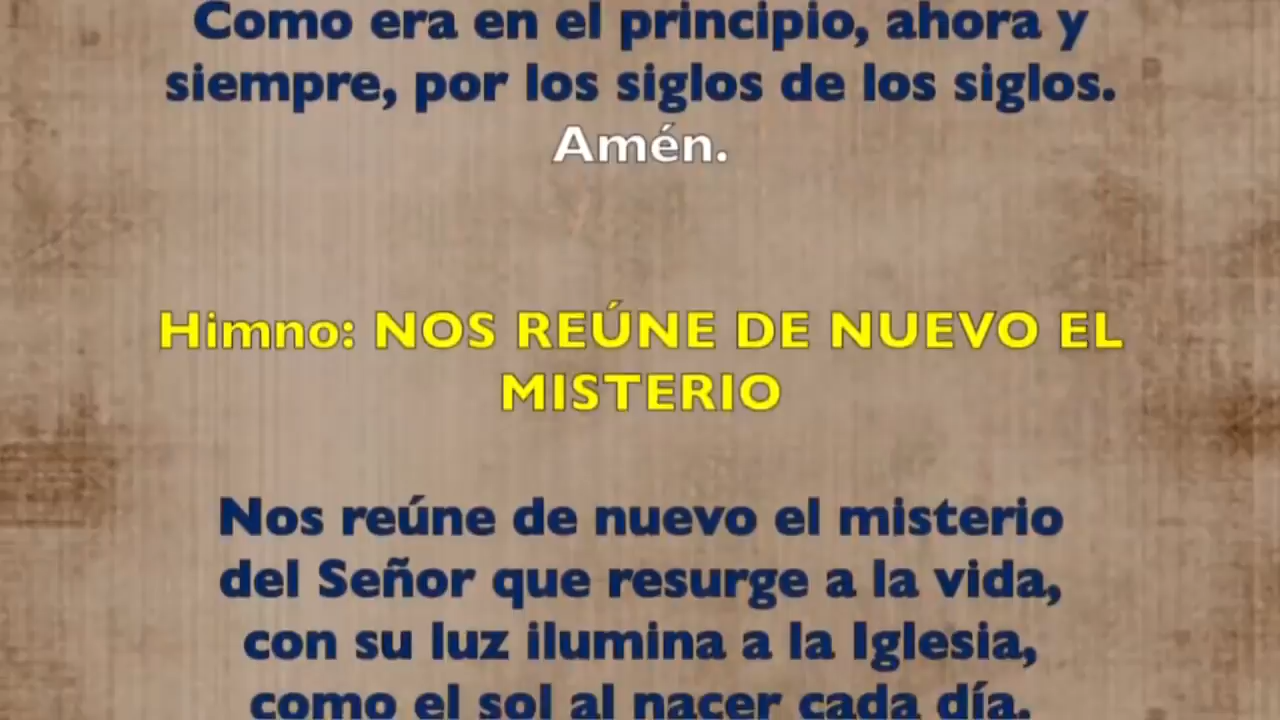 Como era en el principio, ahora y
siempre, por los siglos de los siglos.
Amén.
Himno: NOS REÚNE DE NUEVO EL
MISTERIO
Nos reúne de nuevo el misterio
del Señor que resurge a la vida,
con su luz ilumina a la Iglesia,
como el sol al nacer cada día.